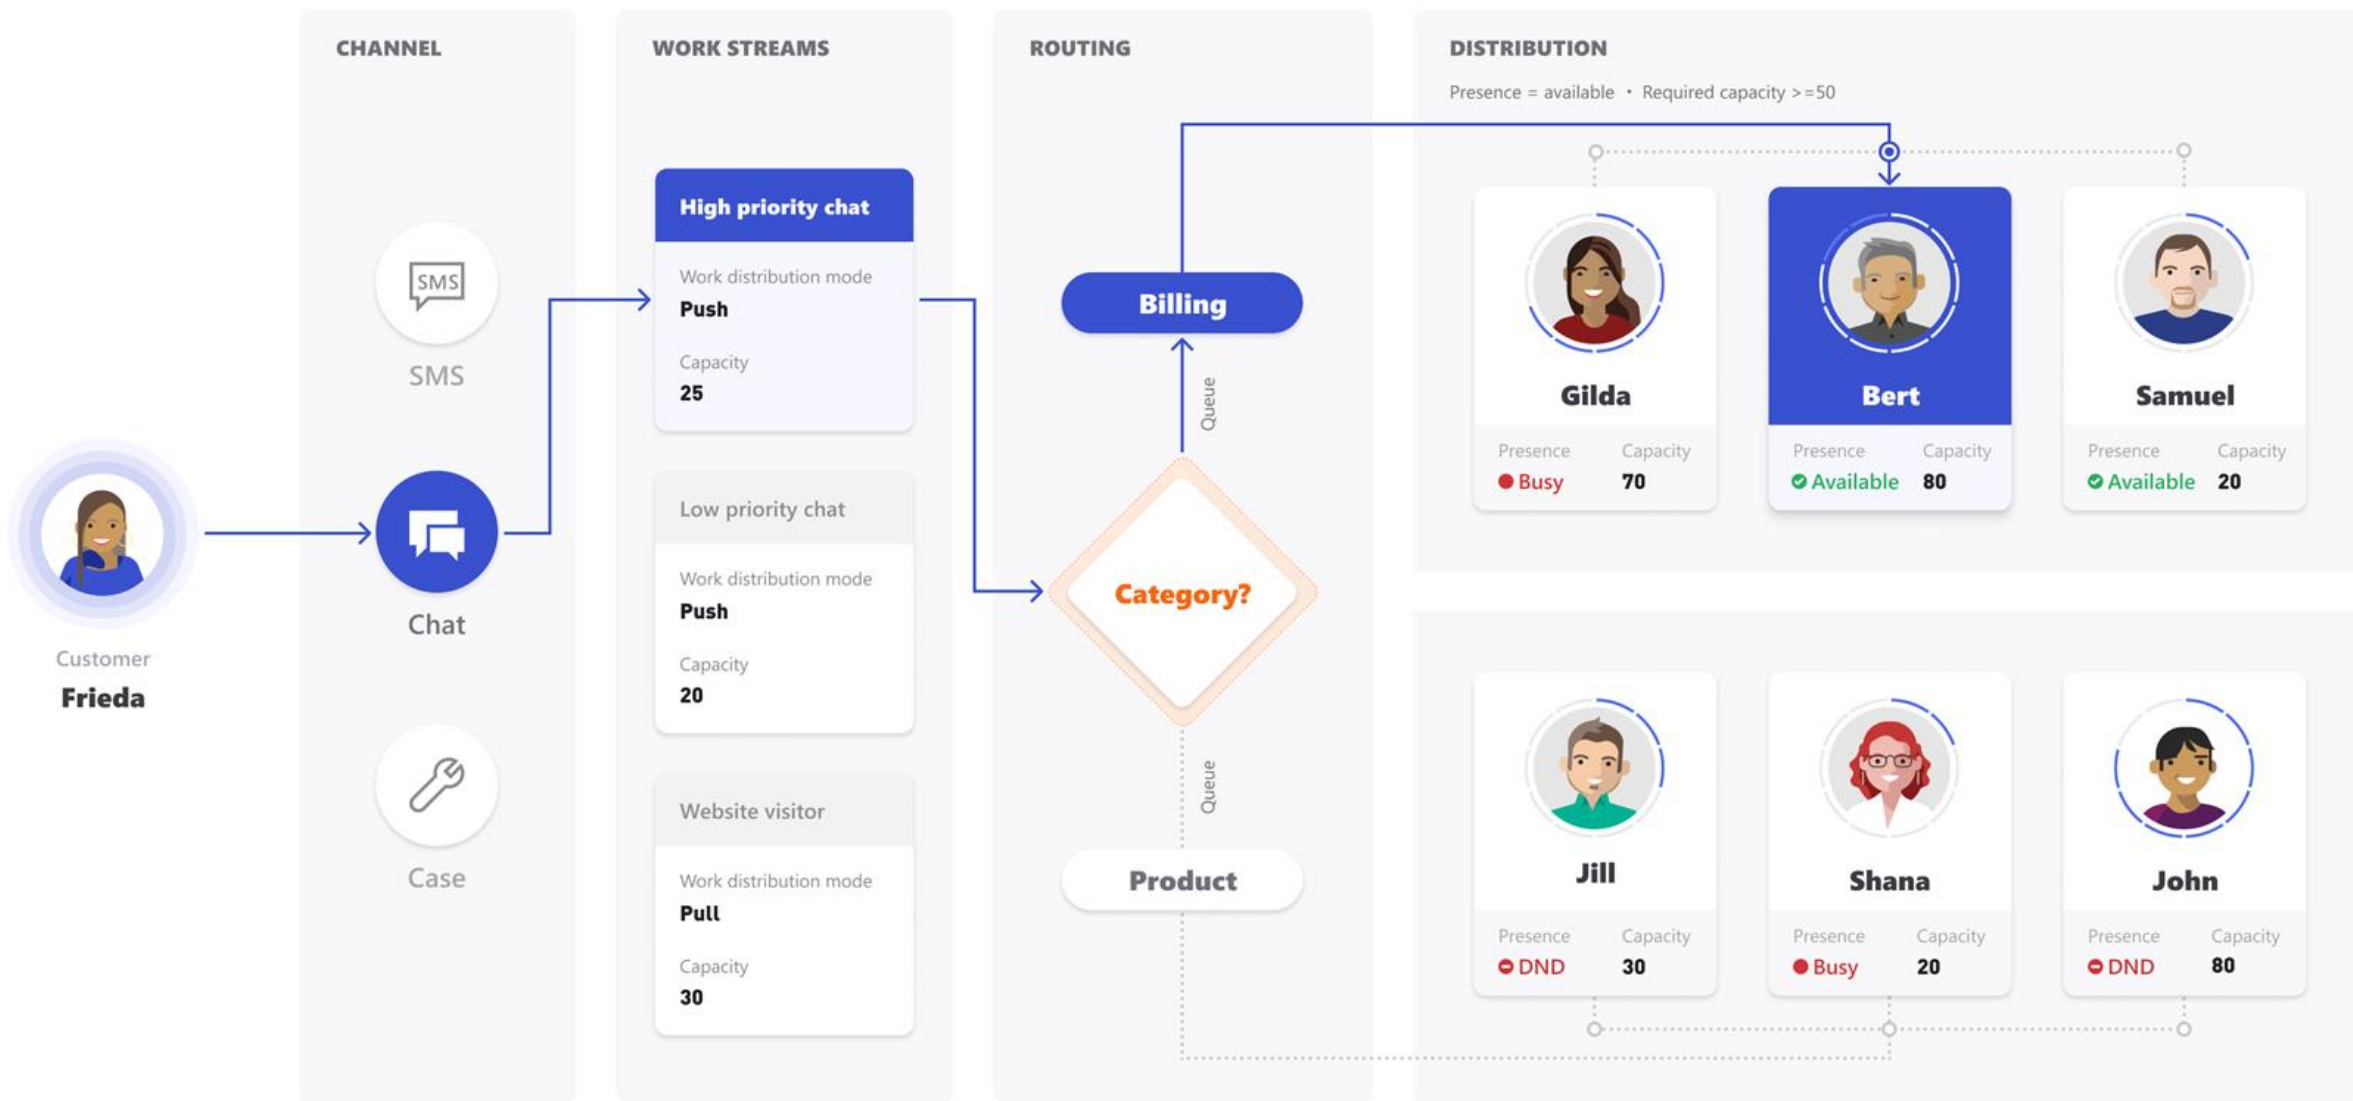 CHANNEL
SMS
SMS
Chat
Case
Customer
Frieda
WORK STREAMS
High priority chat
Work distribution mode
Push
Capacity
25
Low priority chat
Work distribution mode
Push
Capacity
20
Website visitor
Work distribution mode
Pull
Capacity
30
ROUTING
Billing
Queue
Category?
Queue
Product
DISTRIBUTION
Presence = available • Required capacity >=50
Gilda
Presence Capacity
Busy 70
Bert
Presence Capacity
Available 80
Samuel
Presence Capacity
Available 20
Jill
Presence Capacity
DND 30
Shana
Presence Capacity
Busy 20
John
Presence Capacity
DND 80